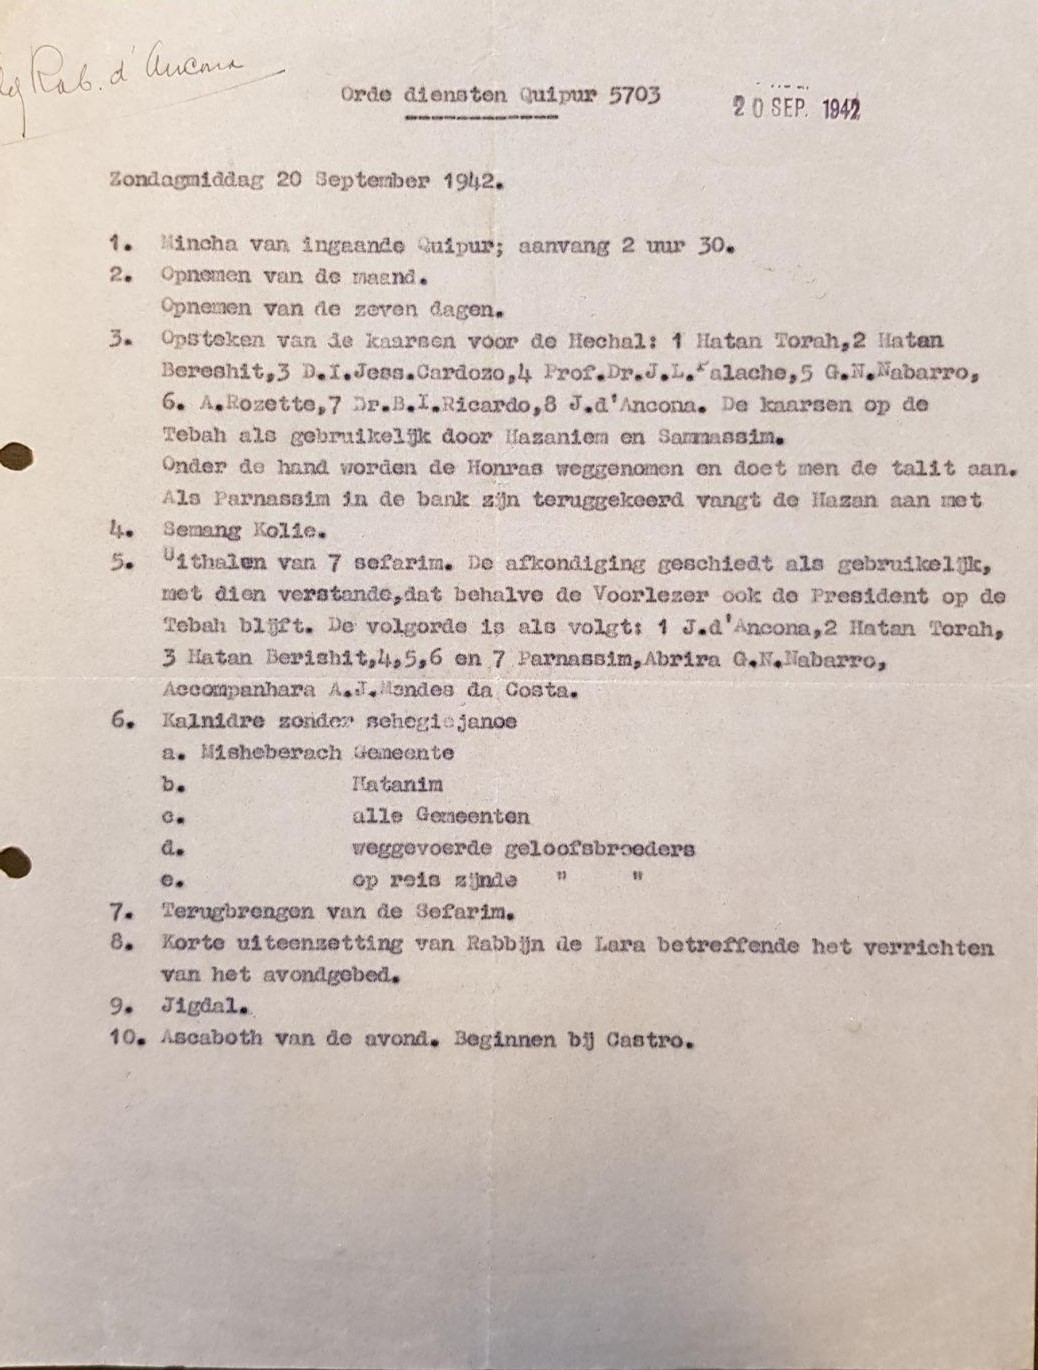 Rab. d'Ancona
Orde diensten Quipur 5703
20 SEP. 1942
Zondagmiddag 20 September 1942.
1. Mincha van ingaande Quipur; aanvang 2 uur 30.
2. Opnemen van de maand.
Opnemen van de zeven dagen.
3. Opsteken van de kaarsen voor de Hechal: 1 Hatan Torah,2 Hatan
Bereshit,3 D.I.Jess.Cardozo,4 Prof.Dr.J.L.Palache,5 G.N.Nabarro,
6. A.Rozette,7 Dr.B.I.Ricardo,8 J.d'Ancona. De kaarsen op de
Tebah als gebruikelijk door Hazaniem en Sammassim.
Onder de hand worden de Honras weggenomen en doet men de talit aan.
Als Parnassim in de bank zijn teruggekeerd vangt de Hazan aan met
4. Semang Kolie.
5. Uithalen van 7 sefarim. De afkondiging geschiedt als gebruikelijk,
met dien verstande,dat behalve de Voorlezer ook de President op de
Tebah blijft. De volgorde is als volgt: 1 J.d'Ancona,2 Hatan Torah,
3 Hatan Berishit,4,5,6 en 7 Parnassim,Abrira G.N.Nabarro,
Accompanhara A.J.Mendes da Costa.
6. Kalnidre zonder sehegiejanoe
a. Misheberach Gemeente
b. Hatanim
c. alle Gemeenten
d. weggevoerde geloofsbroeders
e. op reis zijnde " "
7. Terugbrengen van de Sefarim.
8. Korte uiteenzetting van Rabbijn de Lara betreffende het verrichten
van het avondgebed.
9. Jigdal.
10. Ascaboth van de avond. Beginnen bij Castro.